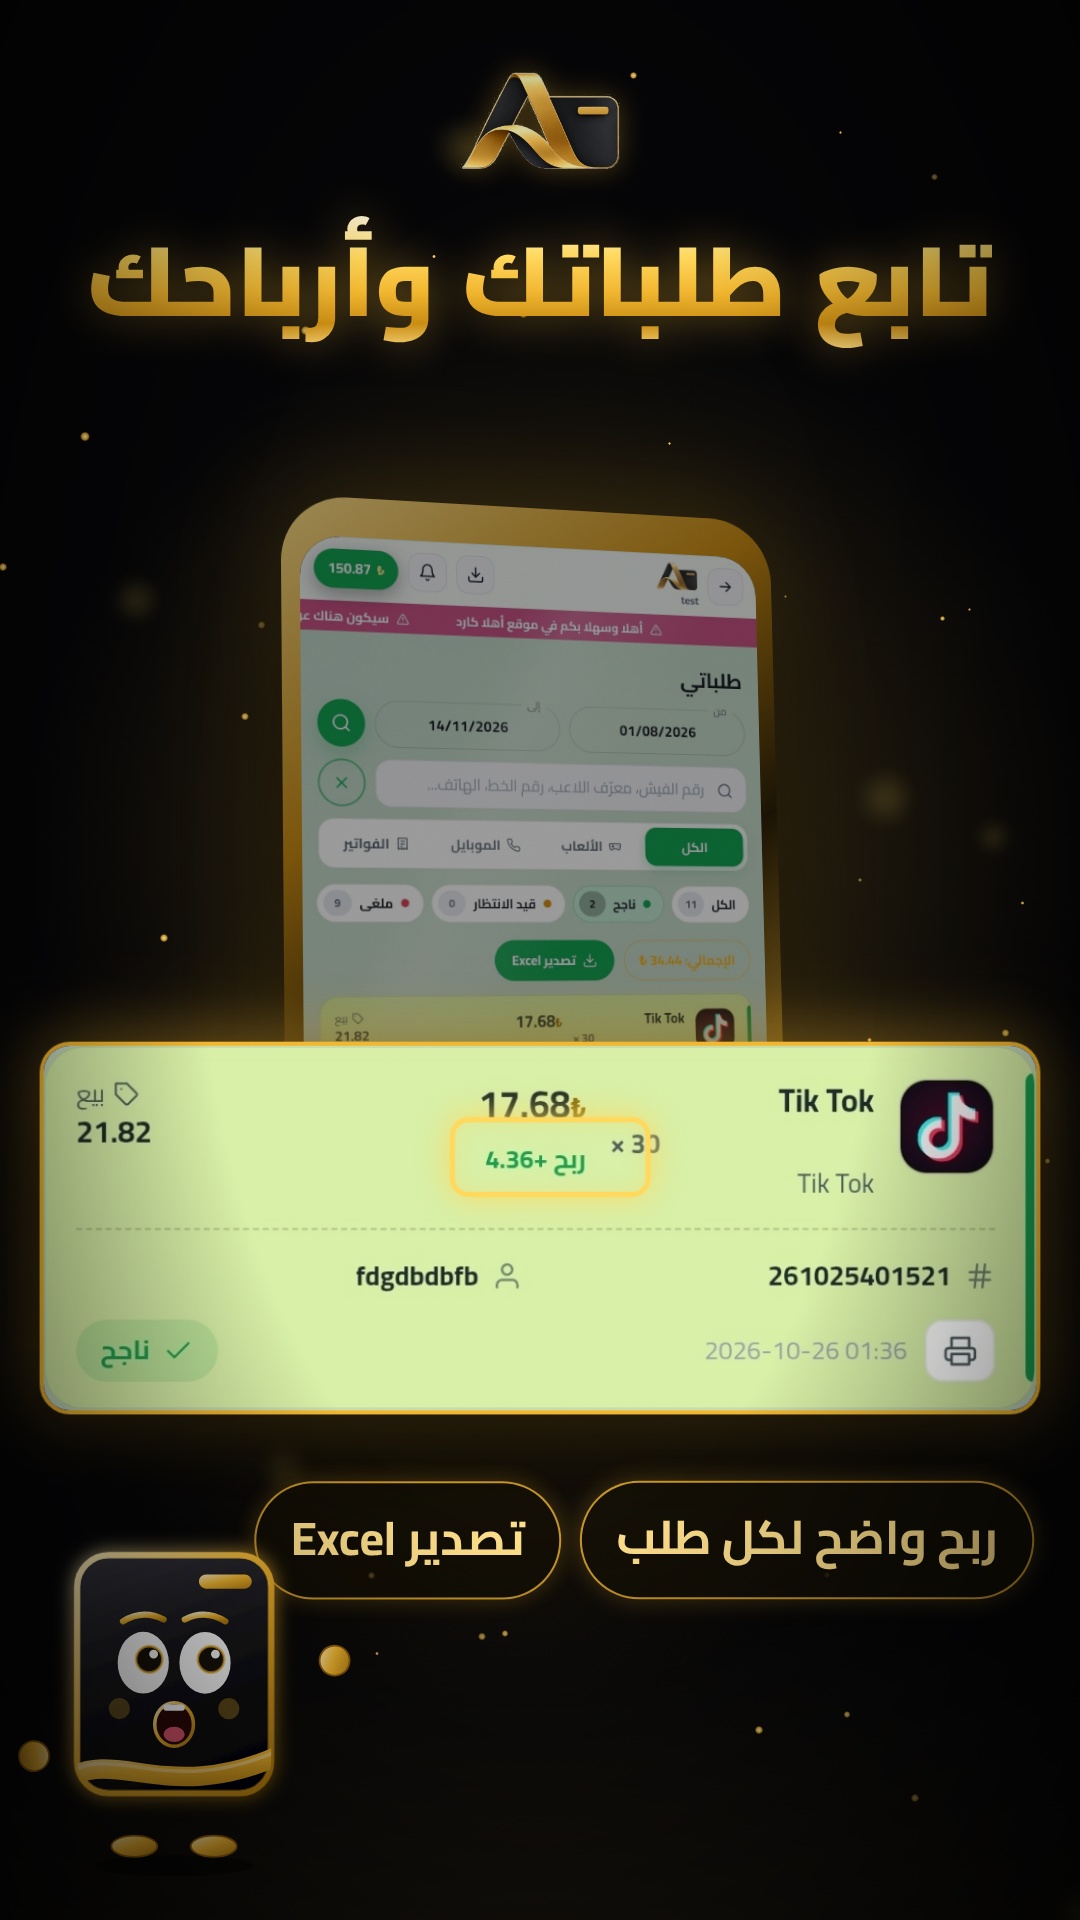 تابع طلباتك وأرباحك
150.87 ₺
test
أهلا وسهلا بكم في موقع أهلا كارد
سيكون هناك
طلباتي
من
01/08/2026
إلى
14/11/2026
رقم الفيش، معرّف اللاعب، رقم الخط، الهاتف...
الكل
الألعاب
الموبايل
الفواتير
الكل 11
ناجح 2
قيد الانتظار 0
ملغى 9
الإجمالي: 34.44 ₺
تصدير Excel
Tik Tok
17.68₺
× 30
بيع
21.82
Tik Tok
17.68₺
بيع
21.82
× 30
ربح +4.36
Tik Tok
# 261025401521
fdgdbdbfb
2026-10-26 01:36
ناجح
ربح واضح لكل طلب
تصدير Excel